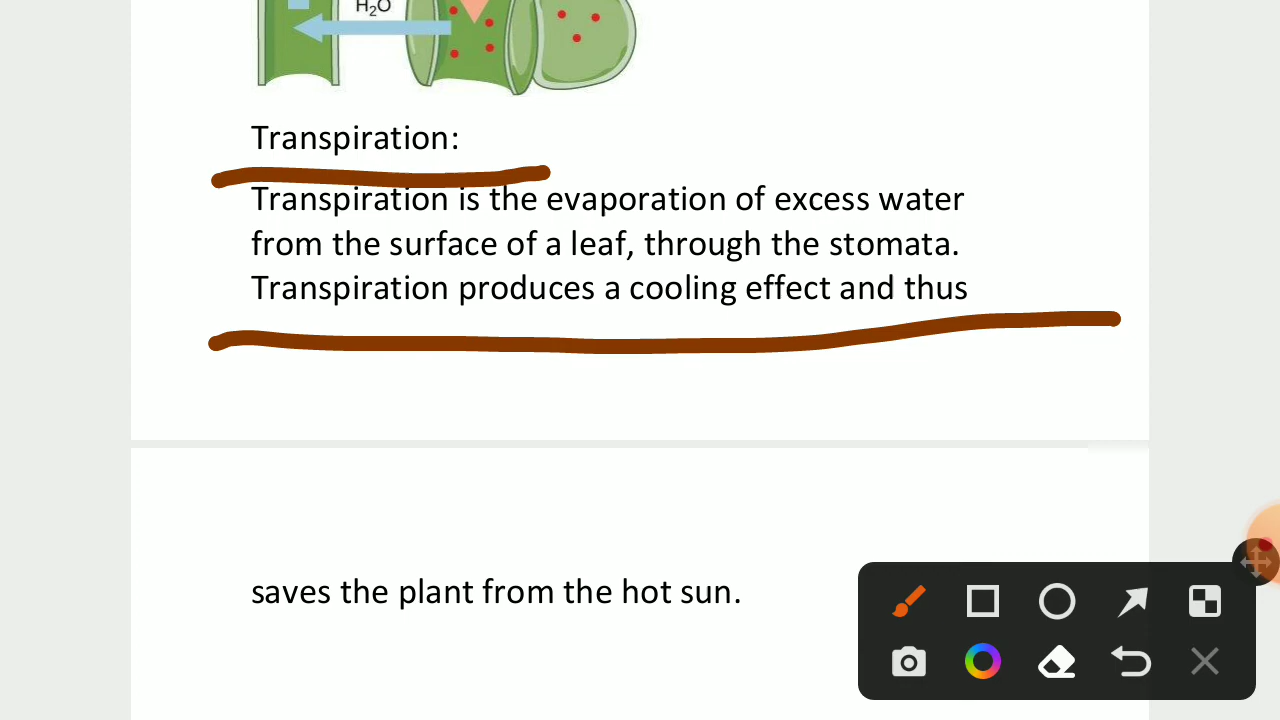 H₂O
Transpiration:
Transpiration is the evaporation of excess water
from the surface of a leaf, through the stomata.
Transpiration produces a cooling effect and thus
saves the plant from the hot sun.